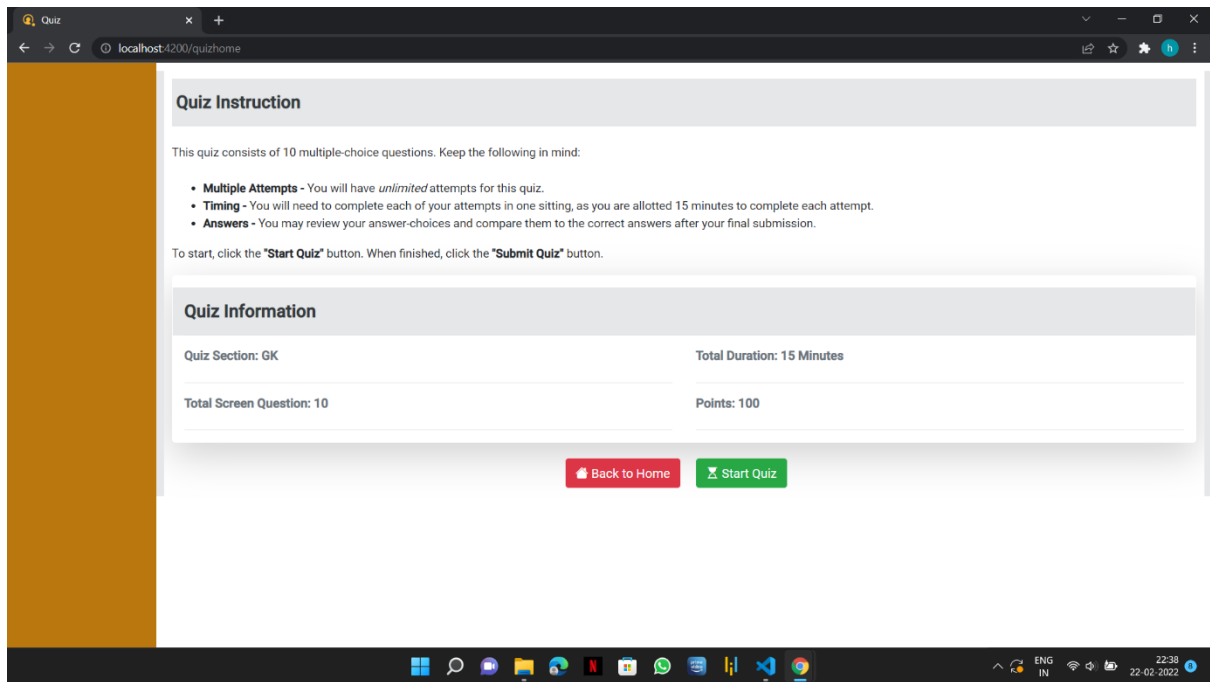 Quiz
localhost:4200/quizhome
h
Quiz Instruction
This quiz consists of 10 multiple-choice questions. Keep the following in mind:
• Multiple Attempts - You will have unlimited attempts for this quiz.
• Timing - You will need to complete each of your attempts in one sitting, as you are allotted 15 minutes to complete each attempt.
• Answers - You may review your answer-choices and compare them to the correct answers after your final submission.
To start, click the "Start Quiz" button. When finished, click the "Submit Quiz" button.
Quiz Information
Quiz Section: GK
Total Duration: 15 Minutes
Total Screen Question: 10
Points: 100
Back to Home
Start Quiz
N
prime video
ENG
IN
22:38
22-02-2022
8